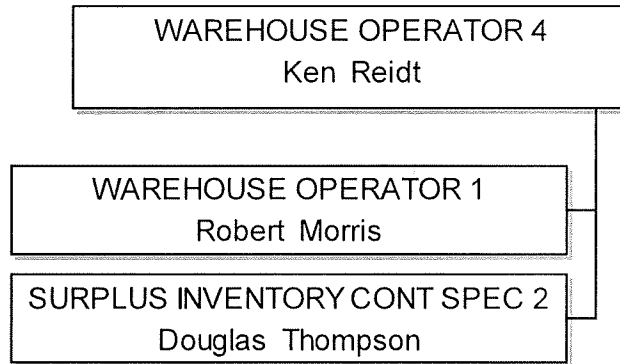 WAREHOUSE OPERATOR 4
Ken Reidt
WAREHOUSE OPERATOR 1
Robert Morris
SURPLUS INVENTORY CONT SPEC 2
Douglas Thompson